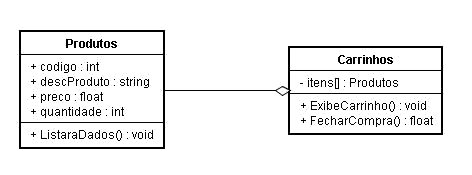 Produtos
+ codigo : int
+ descProduto : string
+ preco : float
+ quantidade : int
+ ListaraDados() : void
Carrinhos
- itens[] : Produtos
+ ExibeCarrinho() : void
+ FecharCompra() : float